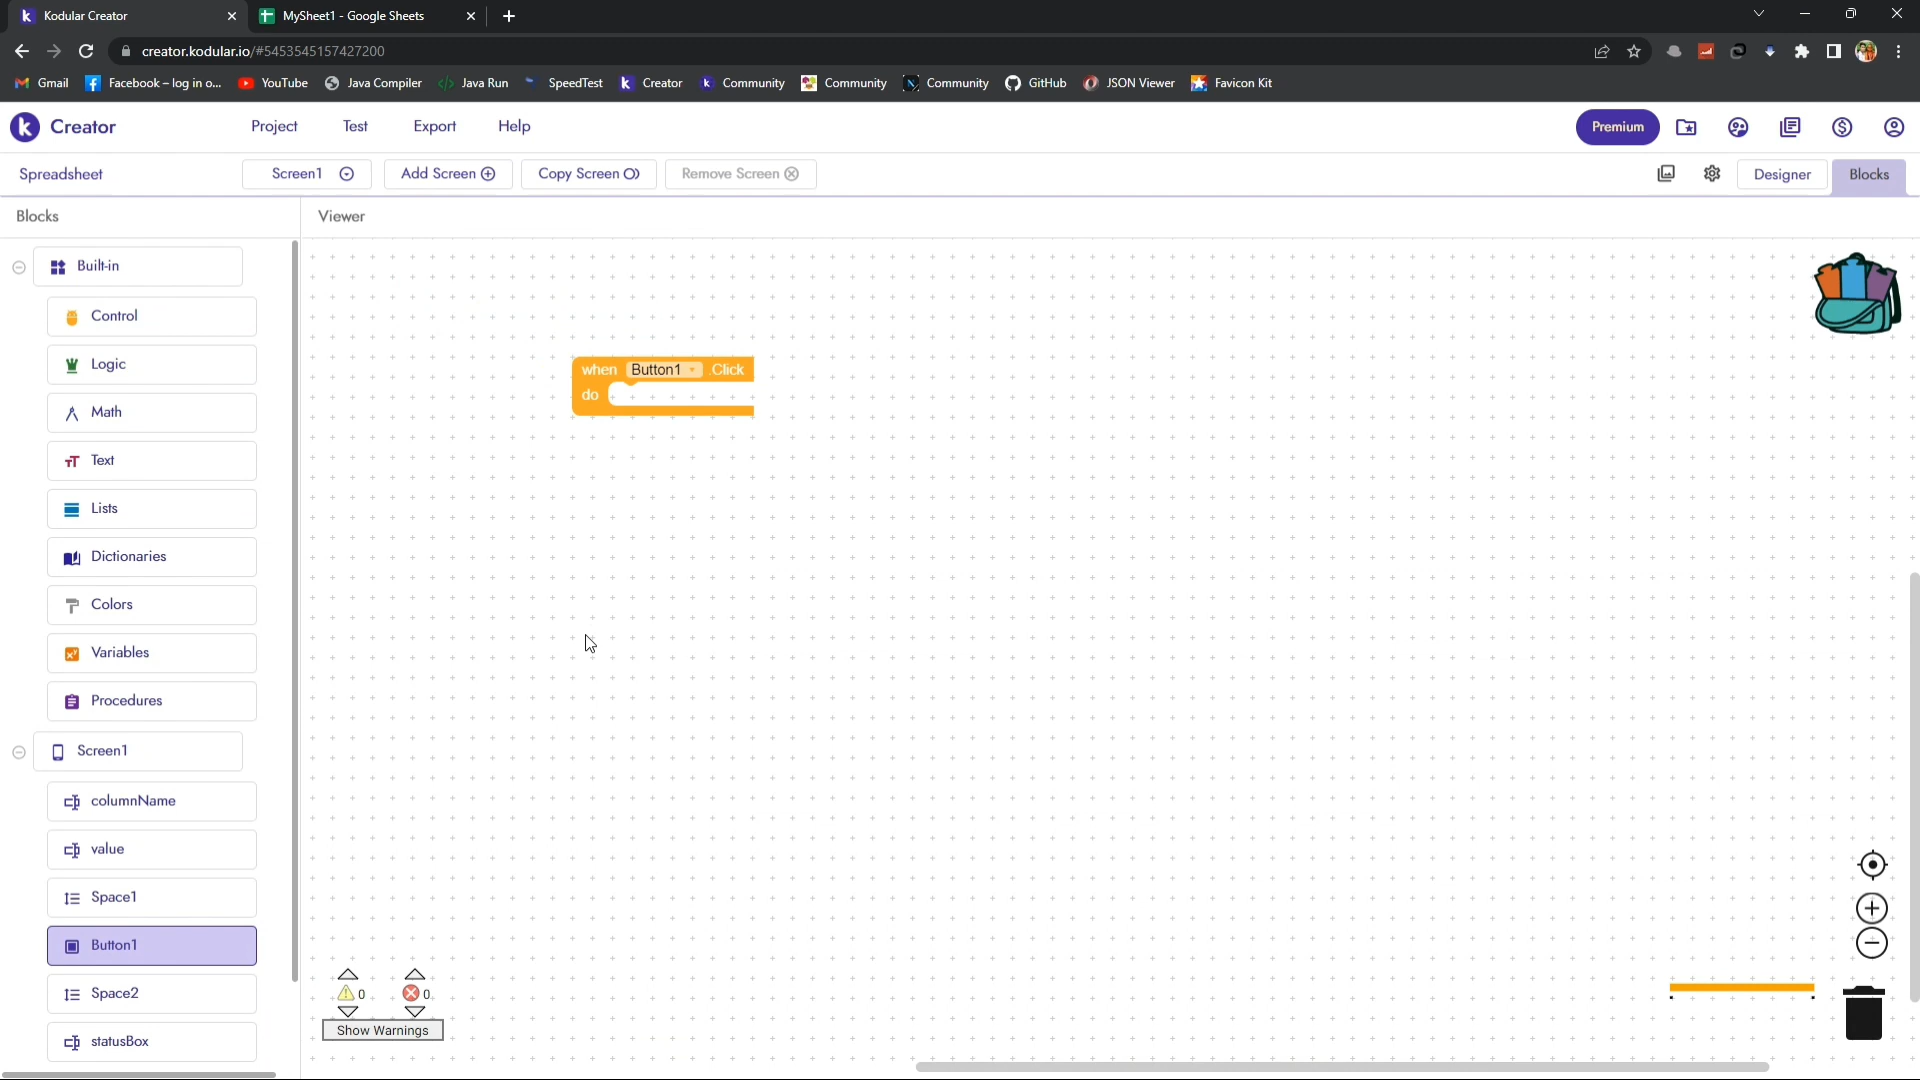 Kodular Creator
MySheet1 - Google Sheets
creator.kodular.io/#5453545157427200
Gmail
Facebook – log in o...
YouTube
Java Compiler
Java Run
SpeedTest
Creator
Community
Community
Community
GitHub
JSON Viewer
Favicon Kit
Creator
Project
Test
Export
Help
Premium
Spreadsheet
Screen1
Add Screen
Copy Screen
Remove Screen
Designer
Blocks
Blocks
Viewer
Built-in
Control
Logic
Math
Text
Lists
Dictionaries
Colors
Variables
Procedures
Screen1
columnName
value
Space1
Button1
Space2
statusBox
when Button1 .Click
do
0
0
Show Warnings